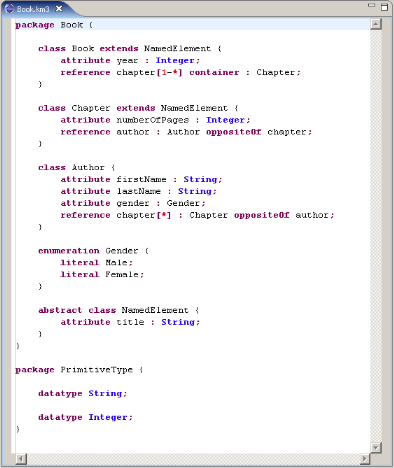 Book.km3
package Book {
class Book extends NamedElement {
attribute year : Integer;
reference chapter[1-*] container : Chapter;
}
class Chapter extends NamedElement {
attribute numberOfPages : Integer;
reference author : Author oppositeOf chapter;
}
class Author {
attribute firstName : String;
attribute lastName : String;
attribute gender : Gender;
reference chapter[*] : Chapter oppositeOf author;
}
enumeration Gender {
literal Male;
literal Female;
}
abstract class NamedElement {
attribute title : String;
}
}
package PrimitiveType {
datatype String;
datatype Integer;
}